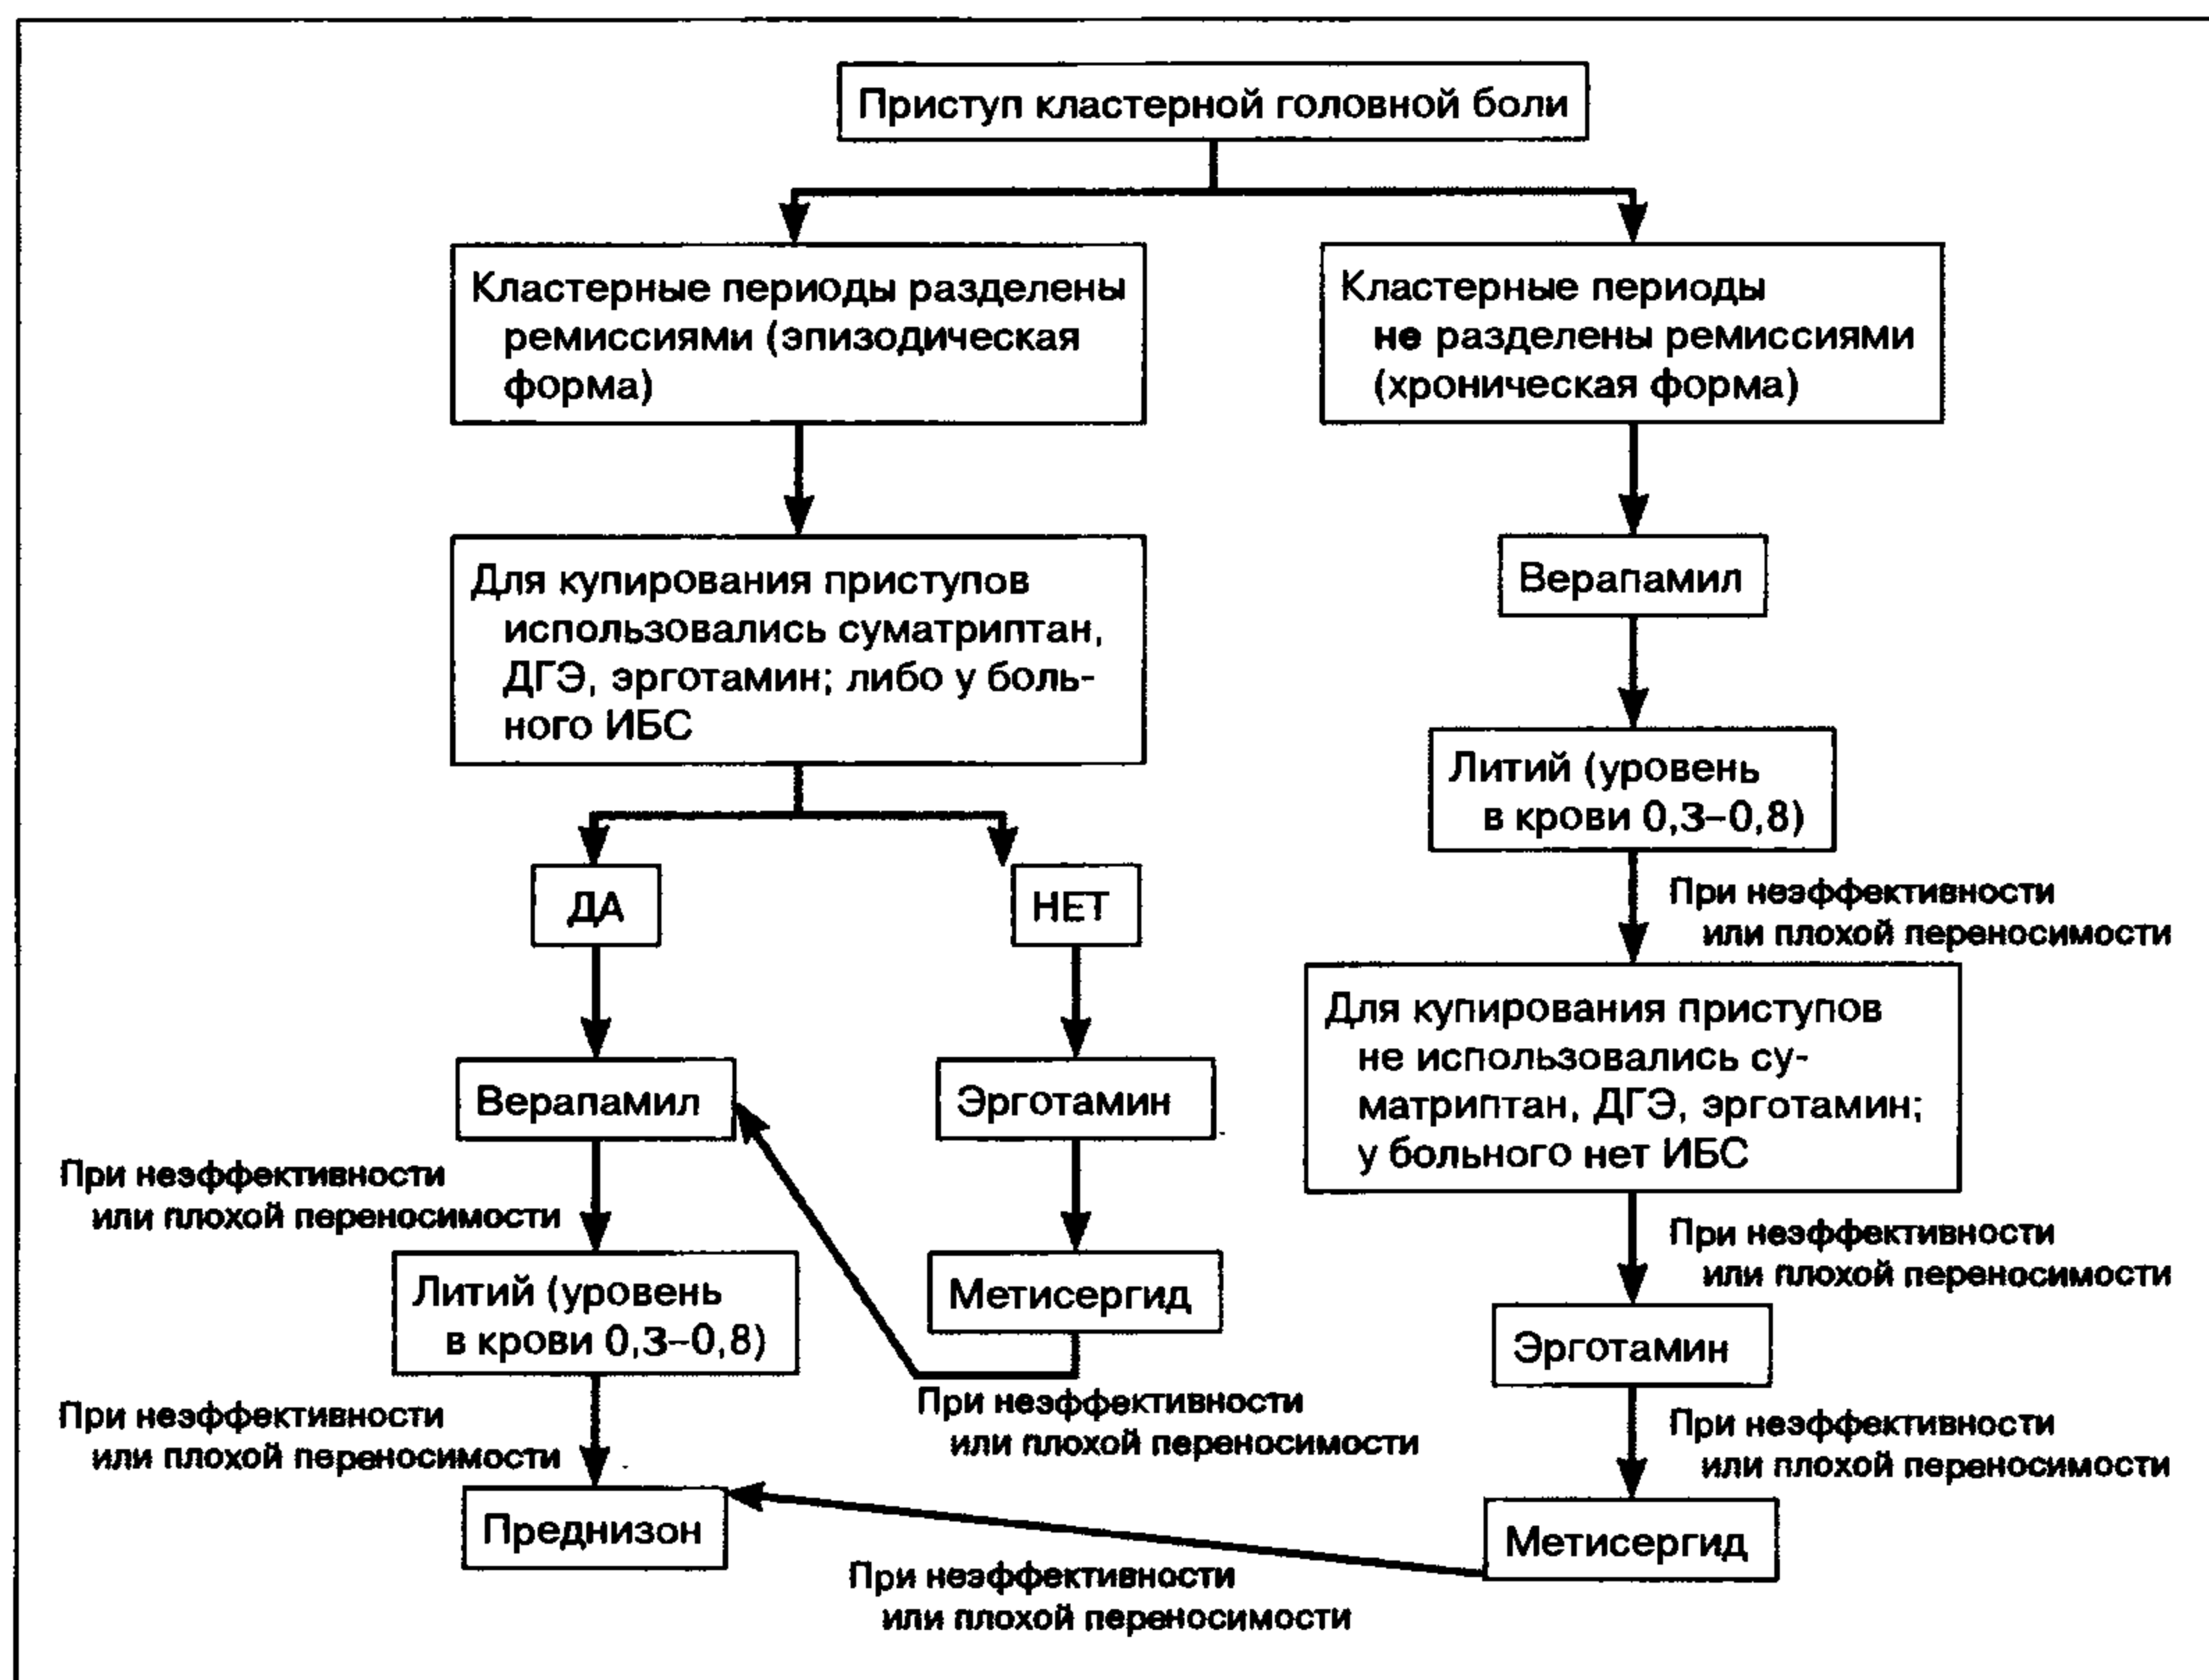 Приступ кластерной головной боли
Кластерные периоды разделены
ремиссиями (эпизодическая
форма)
Кластерные периоды
не разделены ремиссиями
(хроническая форма)
Для купирования приступов
использовались суматриптан,
ДГЭ, эрготамин; либо у боль-
ного ИБС
Верапамил
Литий (уровень
в крови 0,3–0,8)
ДА
НЕТ
При неэффективности
или плохой переносимости
Для купирования приступов
не использовались су-
матриптан, ДГЭ, эрготамин;
у больного нет ИБС
Верапамил
Эрготамин
При неэффективности
или плохой переносимости
При неэффективности
или плохой переносимости
Литий (уровень
в крови 0,3–0,8)
Метисергид
Эрготамин
При неэффективности
или плохой переносимости
При неэффективности
или плохой переносимости
При неэффективности
или плохой переносимости
Преднизон
Метисергид
При неэффективности
или плохой переносимости